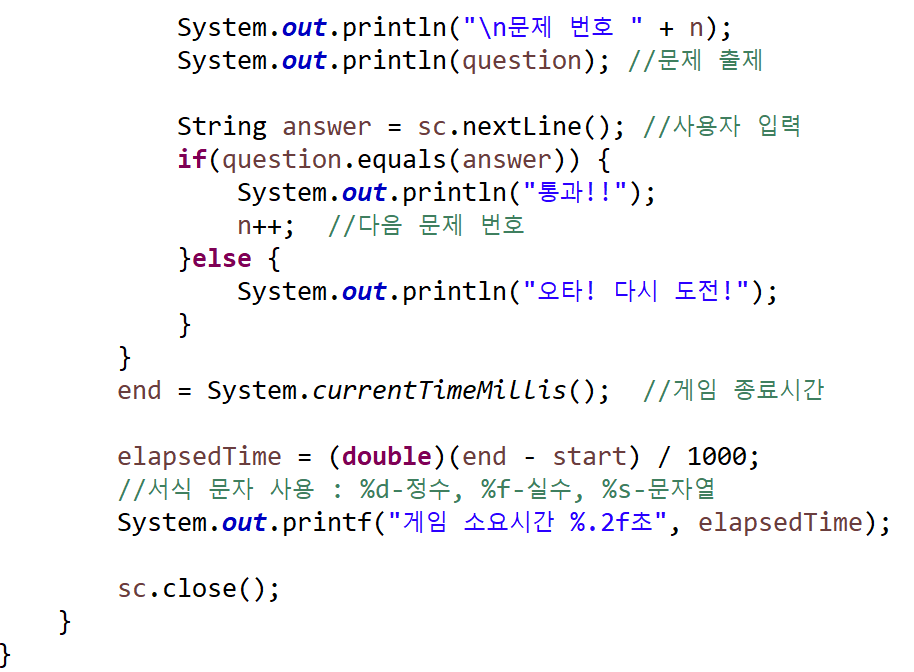 System.out.println("\n문제 번호 " + n);
System.out.println(question); //문제 출제
String answer = sc.nextLine(); //사용자 입력
if(question.equals(answer)) {
System.out.println("통과!!");
n++;  //다음 문제 번호
}else {
System.out.println("오타! 다시 도전!");
}
}
end = System.currentTimeMillis();  //게임 종료시간
elapsedTime = (double)(end - start) / 1000;
//서식 문자 사용 : %d-정수, %f-실수, %s-문자열
System.out.printf("게임 소요시간 %.2f초", elapsedTime);
sc.close();
}
}